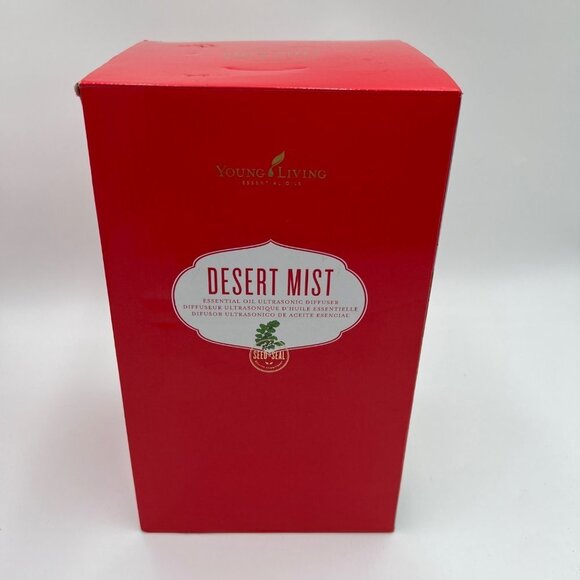 YOUNG LIVING
ESSENTIAL OILS
DESERT MIST
ESSENTIAL OIL ULTRASONIC DIFFUSER
DIFFUSEUR ULTRASONIQUE D'HUILE ESSENTIELLE
DIFUSOR ULTRASONICO DE ACEITE ESENCIAL
SEED TO SEAL